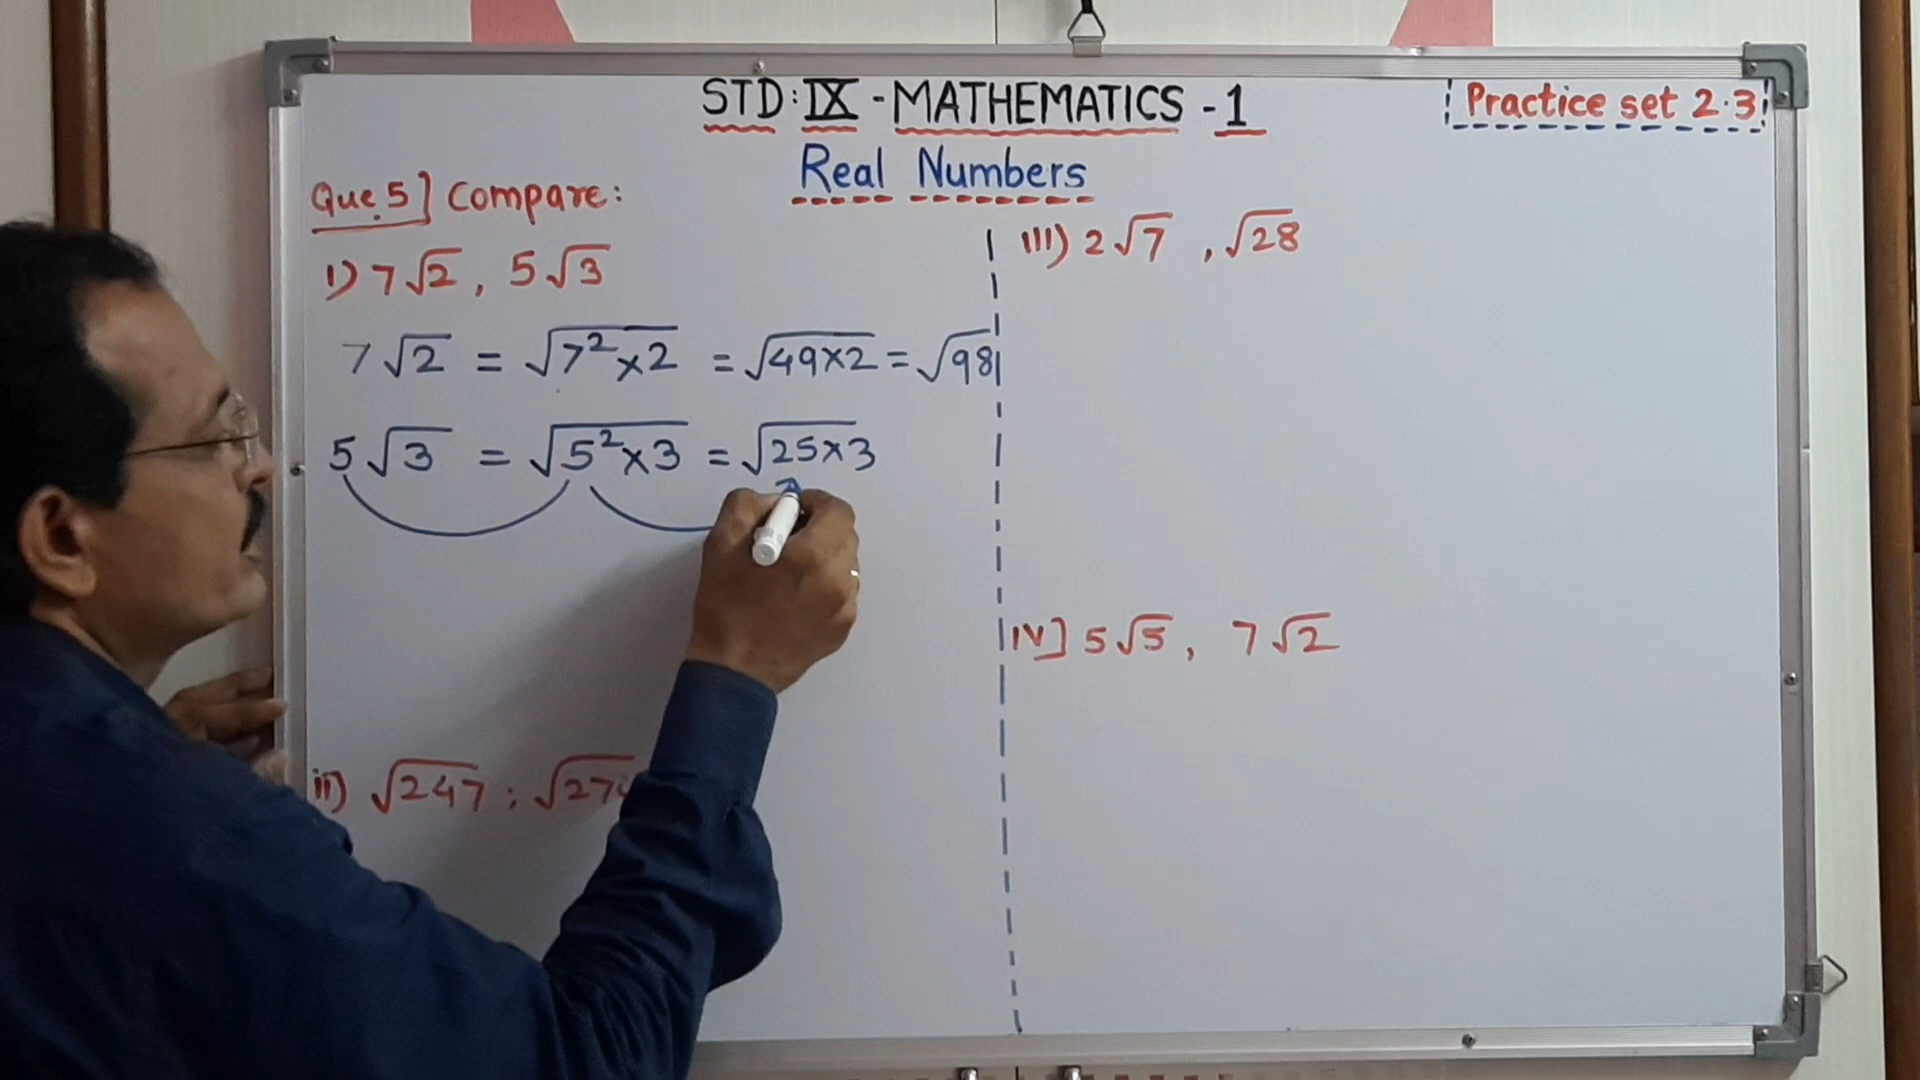 STD: IX - MATHEMATICS - 1
Practice set 2.3
Real Numbers
Que. 5] Compare:
i) 7√2, 5√3
7√2 = √7²×2 = √49×2 = √98
5√3 = √5²×3 = √25×3
ii) √247 ;
iii) 2√7 , √28
iv] 5√5, 7√2